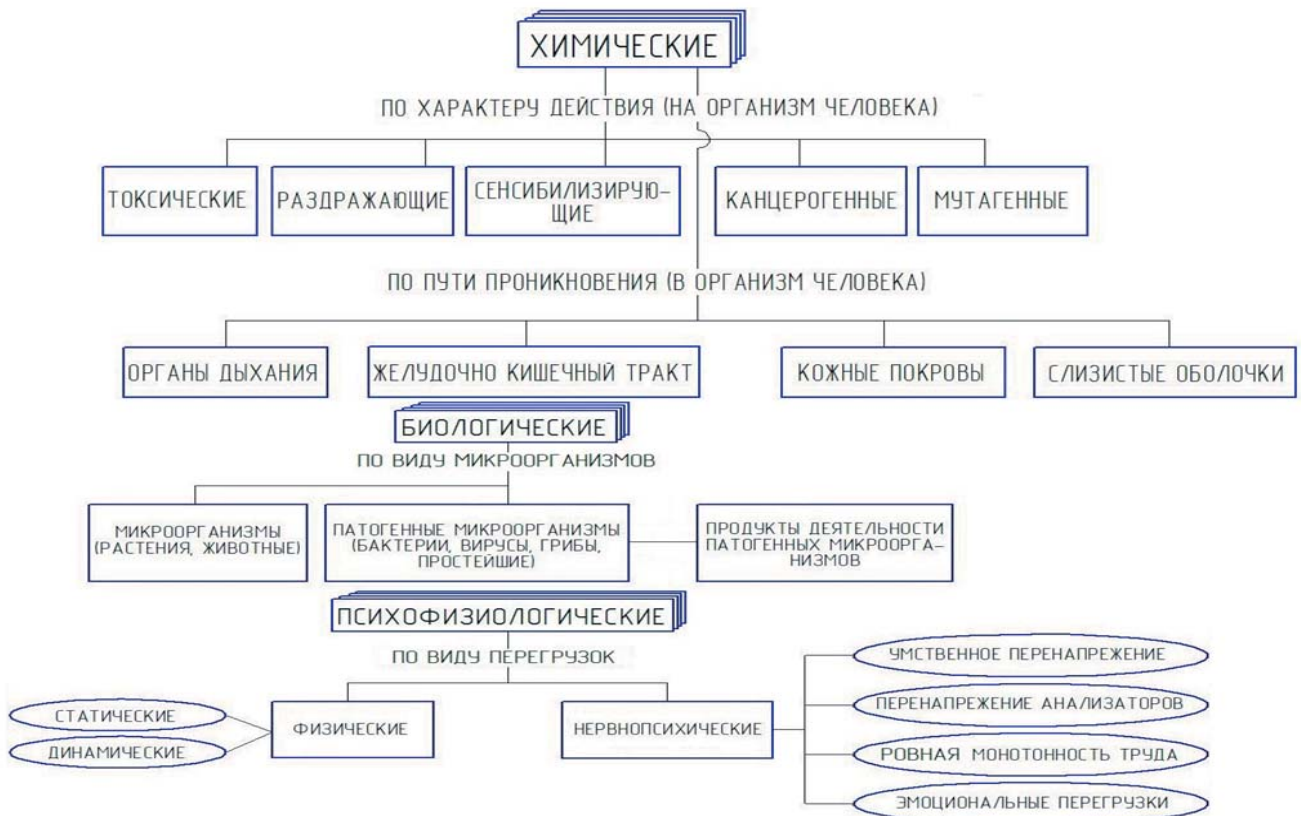 ХИМИЧЕСКИЕ
ПО ХАРАКТЕРУ ДЕЙСТВИЯ (НА ОРГАНИЗМ ЧЕЛОВЕКА)
ТОКСИЧЕСКИЕ
РАЗДРАЖАЮЩИЕ
СЕНСИБИЛИЗИРУЮ-
ЩИЕ
КАНЦЕРОГЕННЫЕ
МУТАГЕННЫЕ
ПО ПУТИ ПРОНИКНОВЕНИЯ (В ОРГАНИЗМ ЧЕЛОВЕКА)
ОРГАНЫ ДЫХАНИЯ
ЖЕЛУДОЧНО КИШЕЧНЫЙ ТРАКТ
КОЖНЫЕ ПОКРОВЫ
СЛИЗИСТЫЕ ОБОЛОЧКИ
БИОЛОГИЧЕСКИЕ
ПО ВИДУ МИКРООРГАНИЗМОВ
МИКРООРГАНИЗМЫ
(РАСТЕНИЯ, ЖИВОТНЫЕ)
ПАТОГЕННЫЕ МИКРООРГАНИЗМЫ
(БАКТЕРИИ, ВИРУСЫ, ГРИБЫ,
ПРОСТЕЙШИЕ)
ПРОДУКТЫ ДЕЯТЕЛЬНОСТИ
ПАТОГЕННЫХ МИКРООРГА-
НИЗМОВ
ПСИХОФИЗИОЛОГИЧЕСКИЕ
ПО ВИДУ ПЕРЕГРУЗОК
СТАТИЧЕСКИЕ
ДИНАМИЧЕСКИЕ
ФИЗИЧЕСКИЕ
НЕРВНОПСИХИЧЕСКИЕ
УМСТВЕННОЕ ПЕРЕНАПРЕЖЕНИЕ
ПЕРЕНАПРЕЖЕНИЕ АНАЛИЗАТОРОВ
РОВНАЯ МОНОТОННОСТЬ ТРУДА
ЭМОЦИОНАЛЬНЫЕ ПЕРЕГРУЗКИ